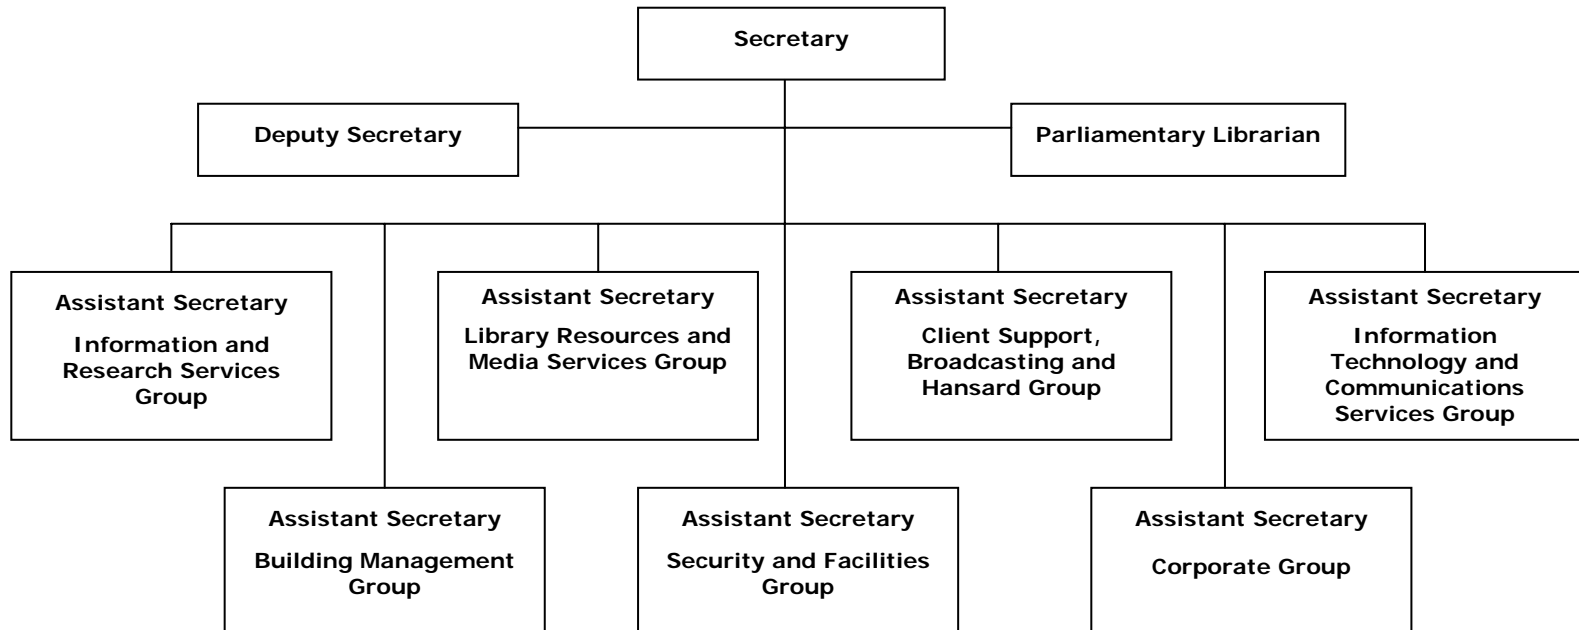 Secretary
Deputy Secretary
Parliamentary Librarian
Assistant Secretary
Information and
Research Services
Group
Assistant Secretary
Library Resources and
Media Services Group
Assistant Secretary
Client Support,
Broadcasting and
Hansard Group
Assistant Secretary
Information
Technology and
Communications
Services Group
Assistant Secretary
Building Management
Group
Assistant Secretary
Security and Facilities
Group
Assistant Secretary
Corporate Group